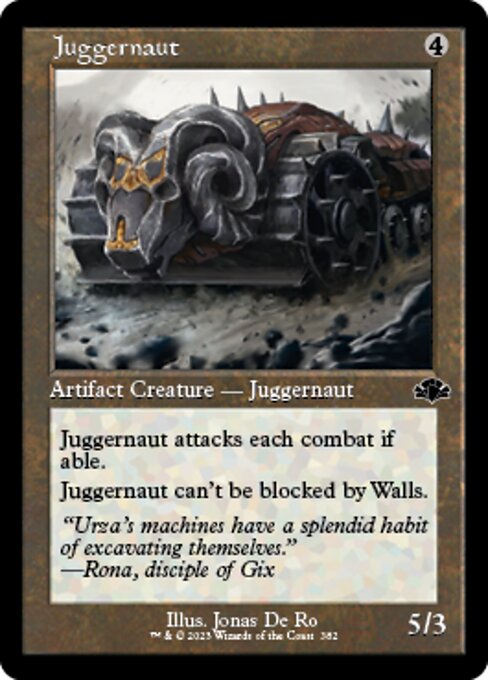 Juggernaut 4
Artifact Creature — Juggernaut
Juggernaut attacks each combat if
able.
Juggernaut can't be blocked by Walls.
“Urza's machines have a splendid habit
of excavating themselves.”
—Rona, disciple of Gix
Illus. Jonas De Ro
™ & © 2023 Wizards of the Coast 382
5/3